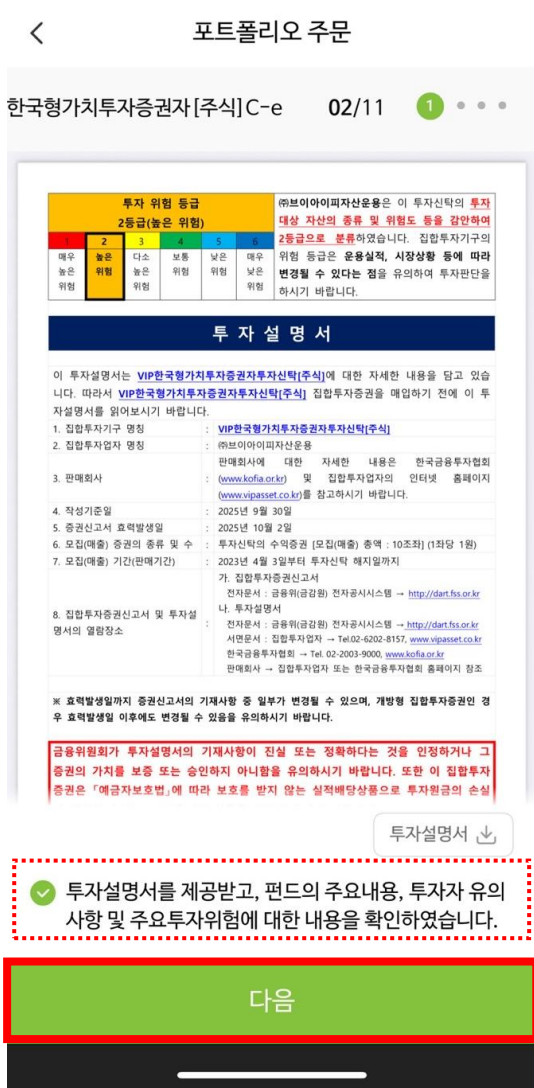 포트폴리오 주문
한국형가치투자증권자[주식]C-e 02/11 1
투자 위험 등급
2등급(높은 위험)
1 2 3 4 5 6
매우 높은 위험
높은 위험
다소 높은 위험
보통 위험
낮은 위험
매우 낮은 위험
㈜브이아이피자산운용은 이 투자신탁의 투자
대상 자산의 종류 및 위험도 등을 감안하여
2등급으로 분류하였습니다. 집합투자기구의
위험 등급은 운용실적, 시장상황 등에 따라
변경될 수 있다는 점을 유의하여 투자판단을
하시기 바랍니다.
투 자 설 명 서
이 투자설명서는 VIP한국형가치투자증권자투자신탁[주식]에 대한 자세한 내용을 담고 있습
니다. 따라서 VIP한국형가치투자증권자투자신탁[주식] 집합투자증권을 매입하기 전에 이 투
자설명서를 읽어보시기 바랍니다.
1. 집합투자기구 명칭 : VIP한국형가치투자증권자투자신탁[주식]
2. 집합투자업자 명칭 : ㈜브이아이피자산운용
3. 판매회사 : 판매회사에 대한 자세한 내용은 한국금융투자협회
(www.kofia.or.kr) 및 집합투자업자의 인터넷 홈페이지
(www.vipasset.co.kr)를 참고하시기 바랍니다.
4. 작성기준일 : 2025년 9월 30일
5. 증권신고서 효력발생일 : 2025년 10월 2일
6. 모집(매출) 증권의 종류 및 수 : 투자신탁의 수익증권 [모집(매출) 총액 : 10조좌] (1좌당 1원)
7. 모집(매출) 기간(판매기간) : 2023년 4월 3일부터 투자신탁 해지일까지
8. 집합투자증권신고서 및 투자설
명서의 열람장소 :
가. 집합투자증권신고서
전자문서 : 금융위(금감원) 전자공시시스템 → http://dart.fss.or.kr
나. 투자설명서
전자문서 : 금융위(금감원) 전자공시시스템 → http://dart.fss.or.kr
서면문서 : 집합투자업자 → Tel.02-6202-8157, www.vipasset.co.kr
한국금융투자협회 → Tel. 02-2003-9000, www.kofia.or.kr
판매회사 → 집합투자업자 또는 한국금융투자협회 홈페이지 참조
※ 효력발생일까지 증권신고서의 기재사항 중 일부가 변경될 수 있으며, 개방형 집합투자증권인 경
우 효력발생일 이후에도 변경될 수 있음을 유의하시기 바랍니다.
금융위원회가 투자설명서의 기재사항이 진실 또는 정확하다는 것을 인정하거나 그
증권의 가치를 보증 또는 승인하지 아니함을 유의하시기 바랍니다. 또한 이 집합투자
증권은 「예금자보호법」에 따라 보호를 받지 않는 실적배당상품으로 투자원금의 손실
투자설명서
투자설명서를 제공받고, 펀드의 주요내용, 투자자 유의
사항 및 주요투자위험에 대한 내용을 확인하였습니다.
다음